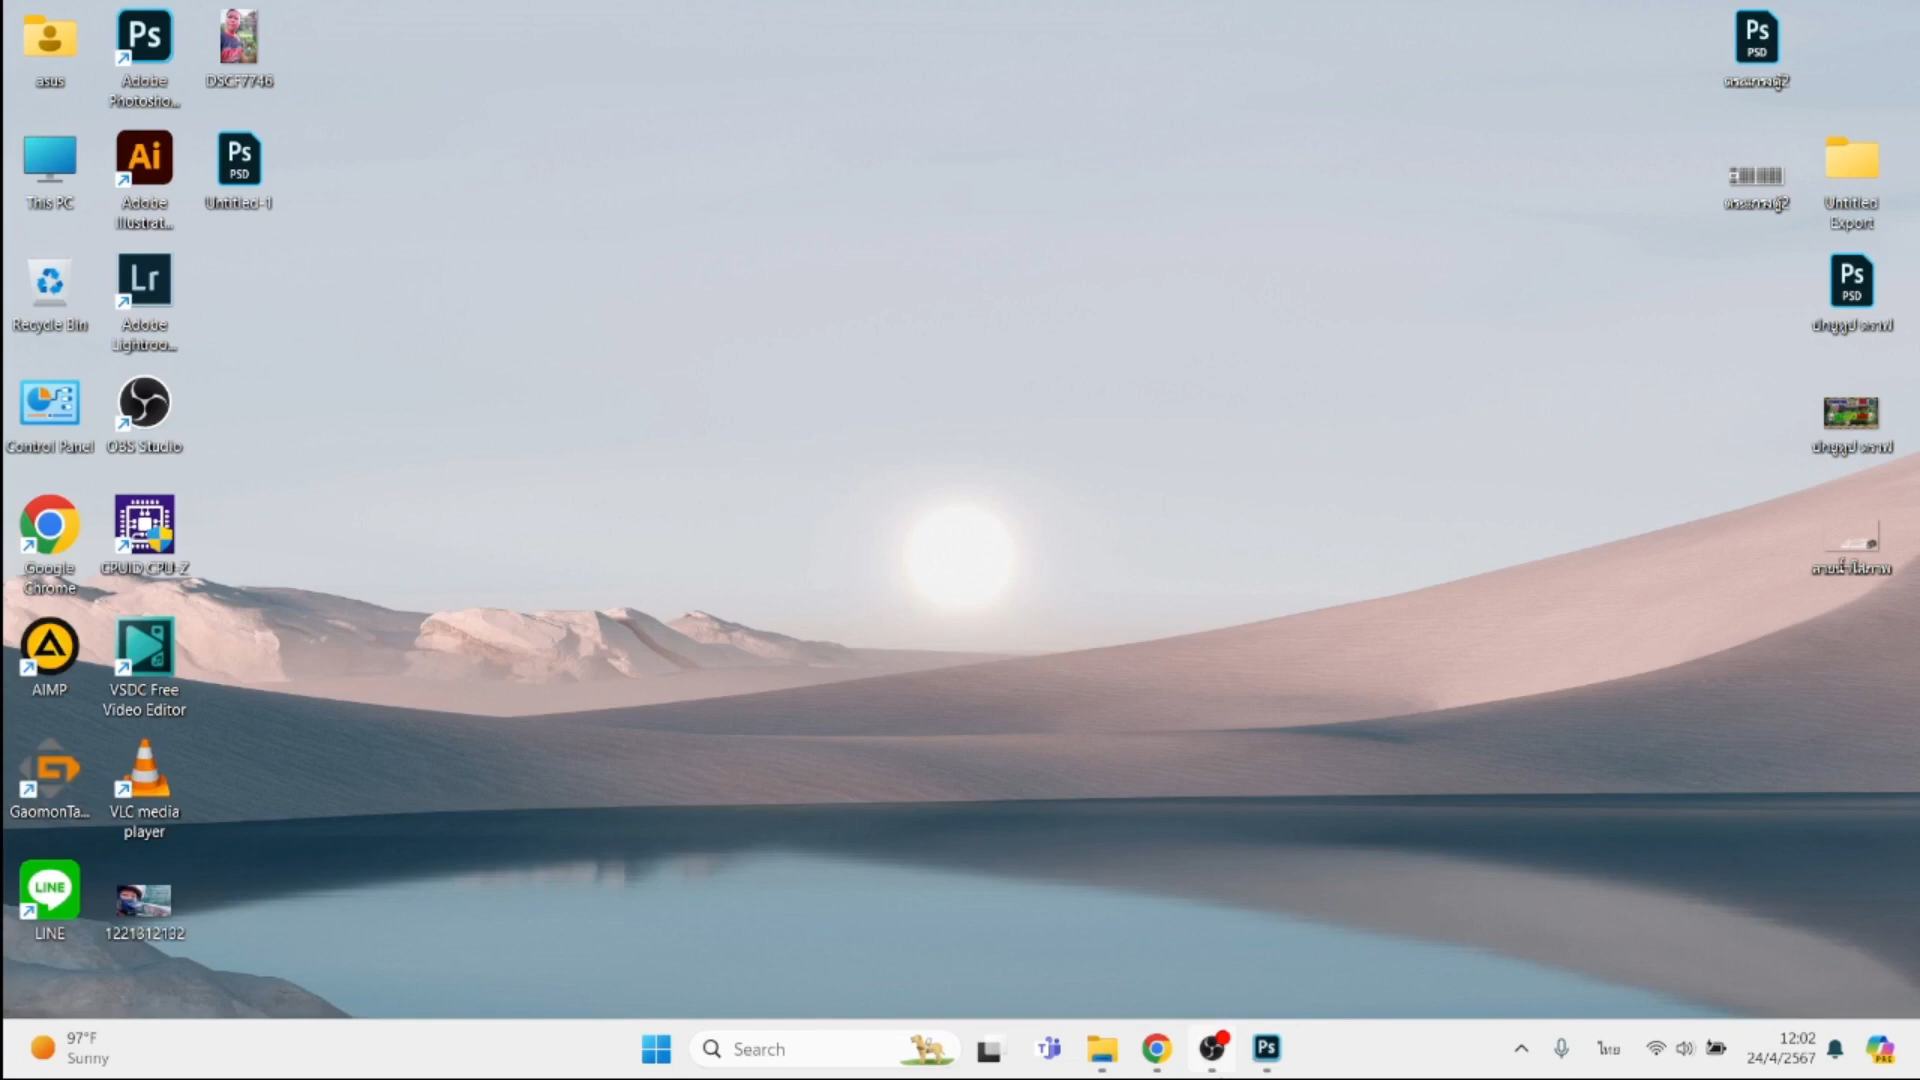 asus
Ps
Adobe
Photosho...
DSCF7746
This PC
Ai
Adobe
Illustrat...
Ps
PSD
Untitled-1
Recycle Bin
Lr
Adobe
Lightroo...
Control Panel
OBS Studio
Google
Chrome
CPUID CPU-Z
AIMP
VSDC Free
Video Editor
GaomonTa...
VLC media
player
LINE
LINE
1221312132
Ps
PSD
Untitled
Export
Ps
PSD
97°F
Sunny
Search
Ps
ไทย
12:02
24/4/2567
PRE